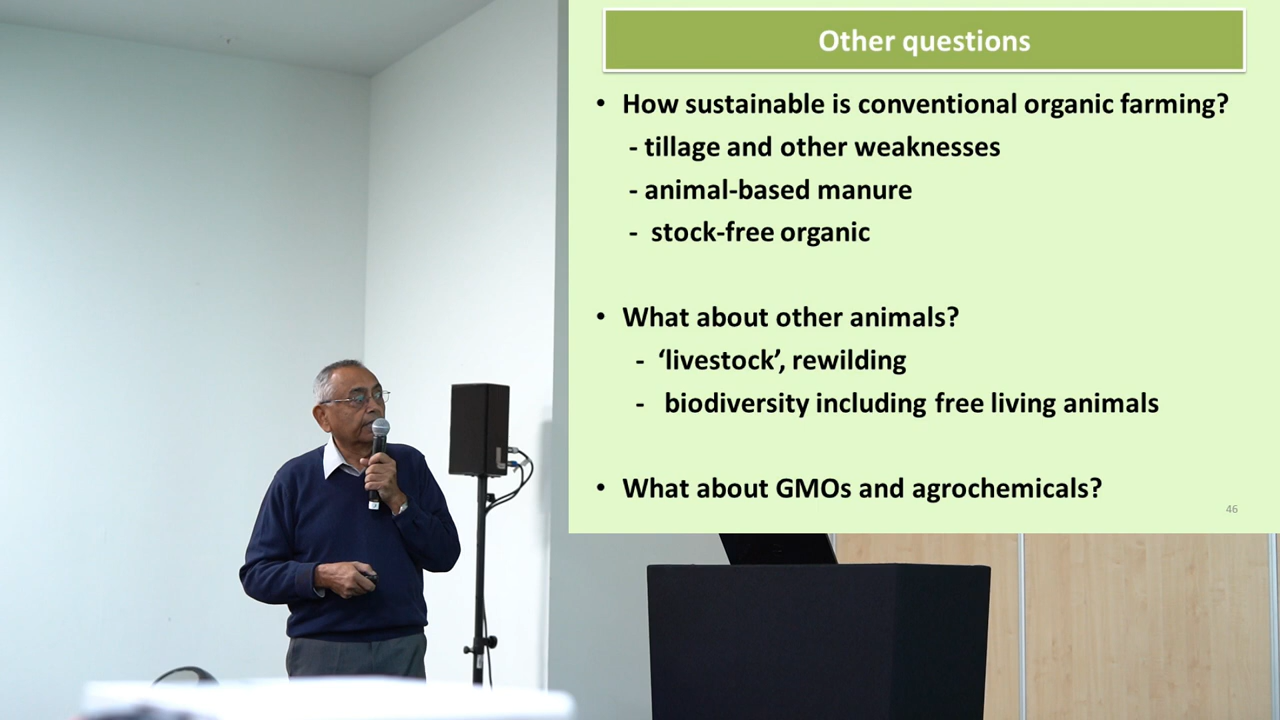 Other questions
• How sustainable is conventional organic farming?
- tillage and other weaknesses
- animal-based manure
- stock-free organic
• What about other animals?
- ‘livestock’, rewilding
- biodiversity including free living animals
• What about GMOs and agrochemicals?
46